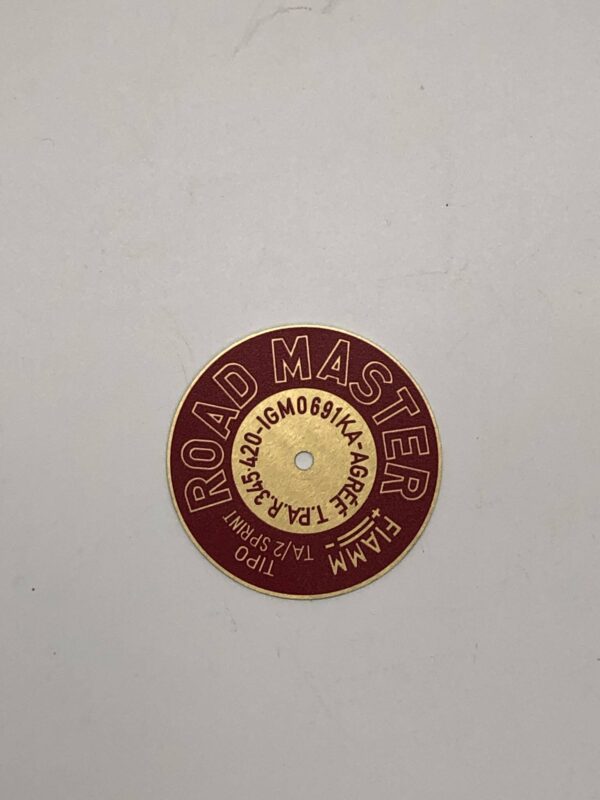 ROAD MASTER
420-IGM0691KA-AGRÉÉ T.P.A.R.345·
FIAMM
+
-
TIPO
TA/2 SPRINT